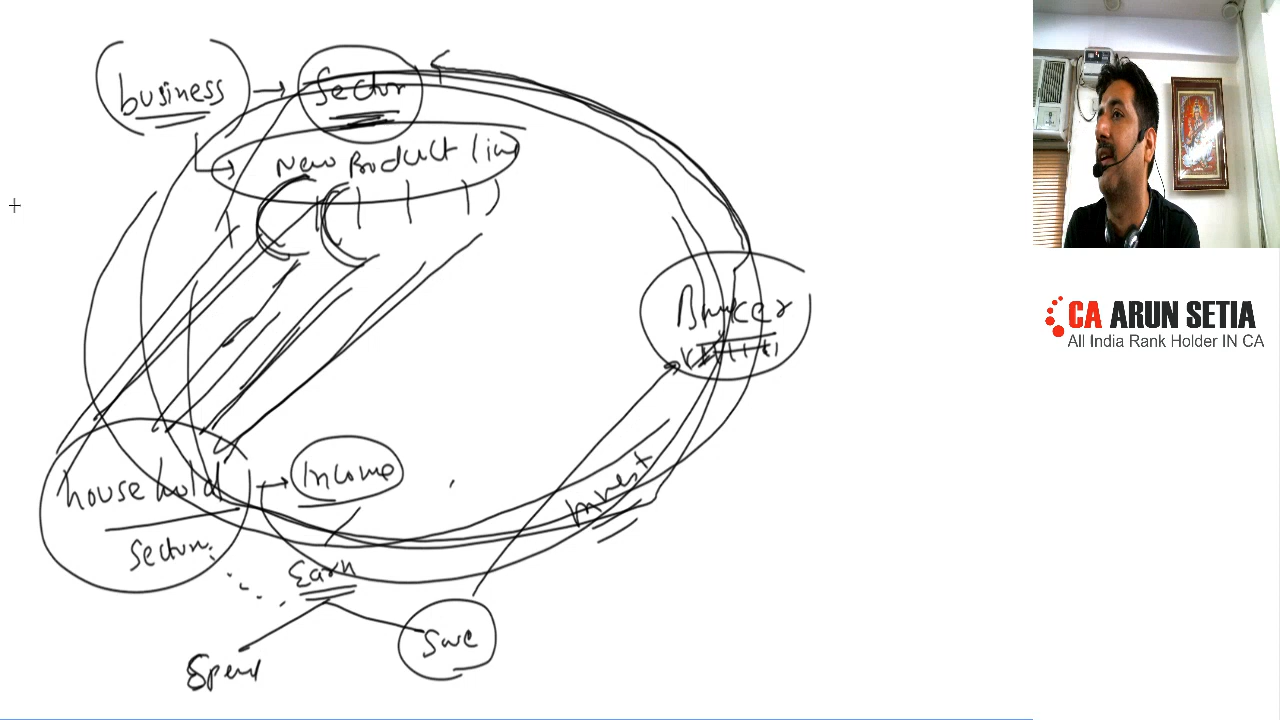 business → Sector
New Product line
Banker
household
Sector
Income
invest
Earn
Spend
Save
CA ARUN SETIA
All India Rank Holder IN CA